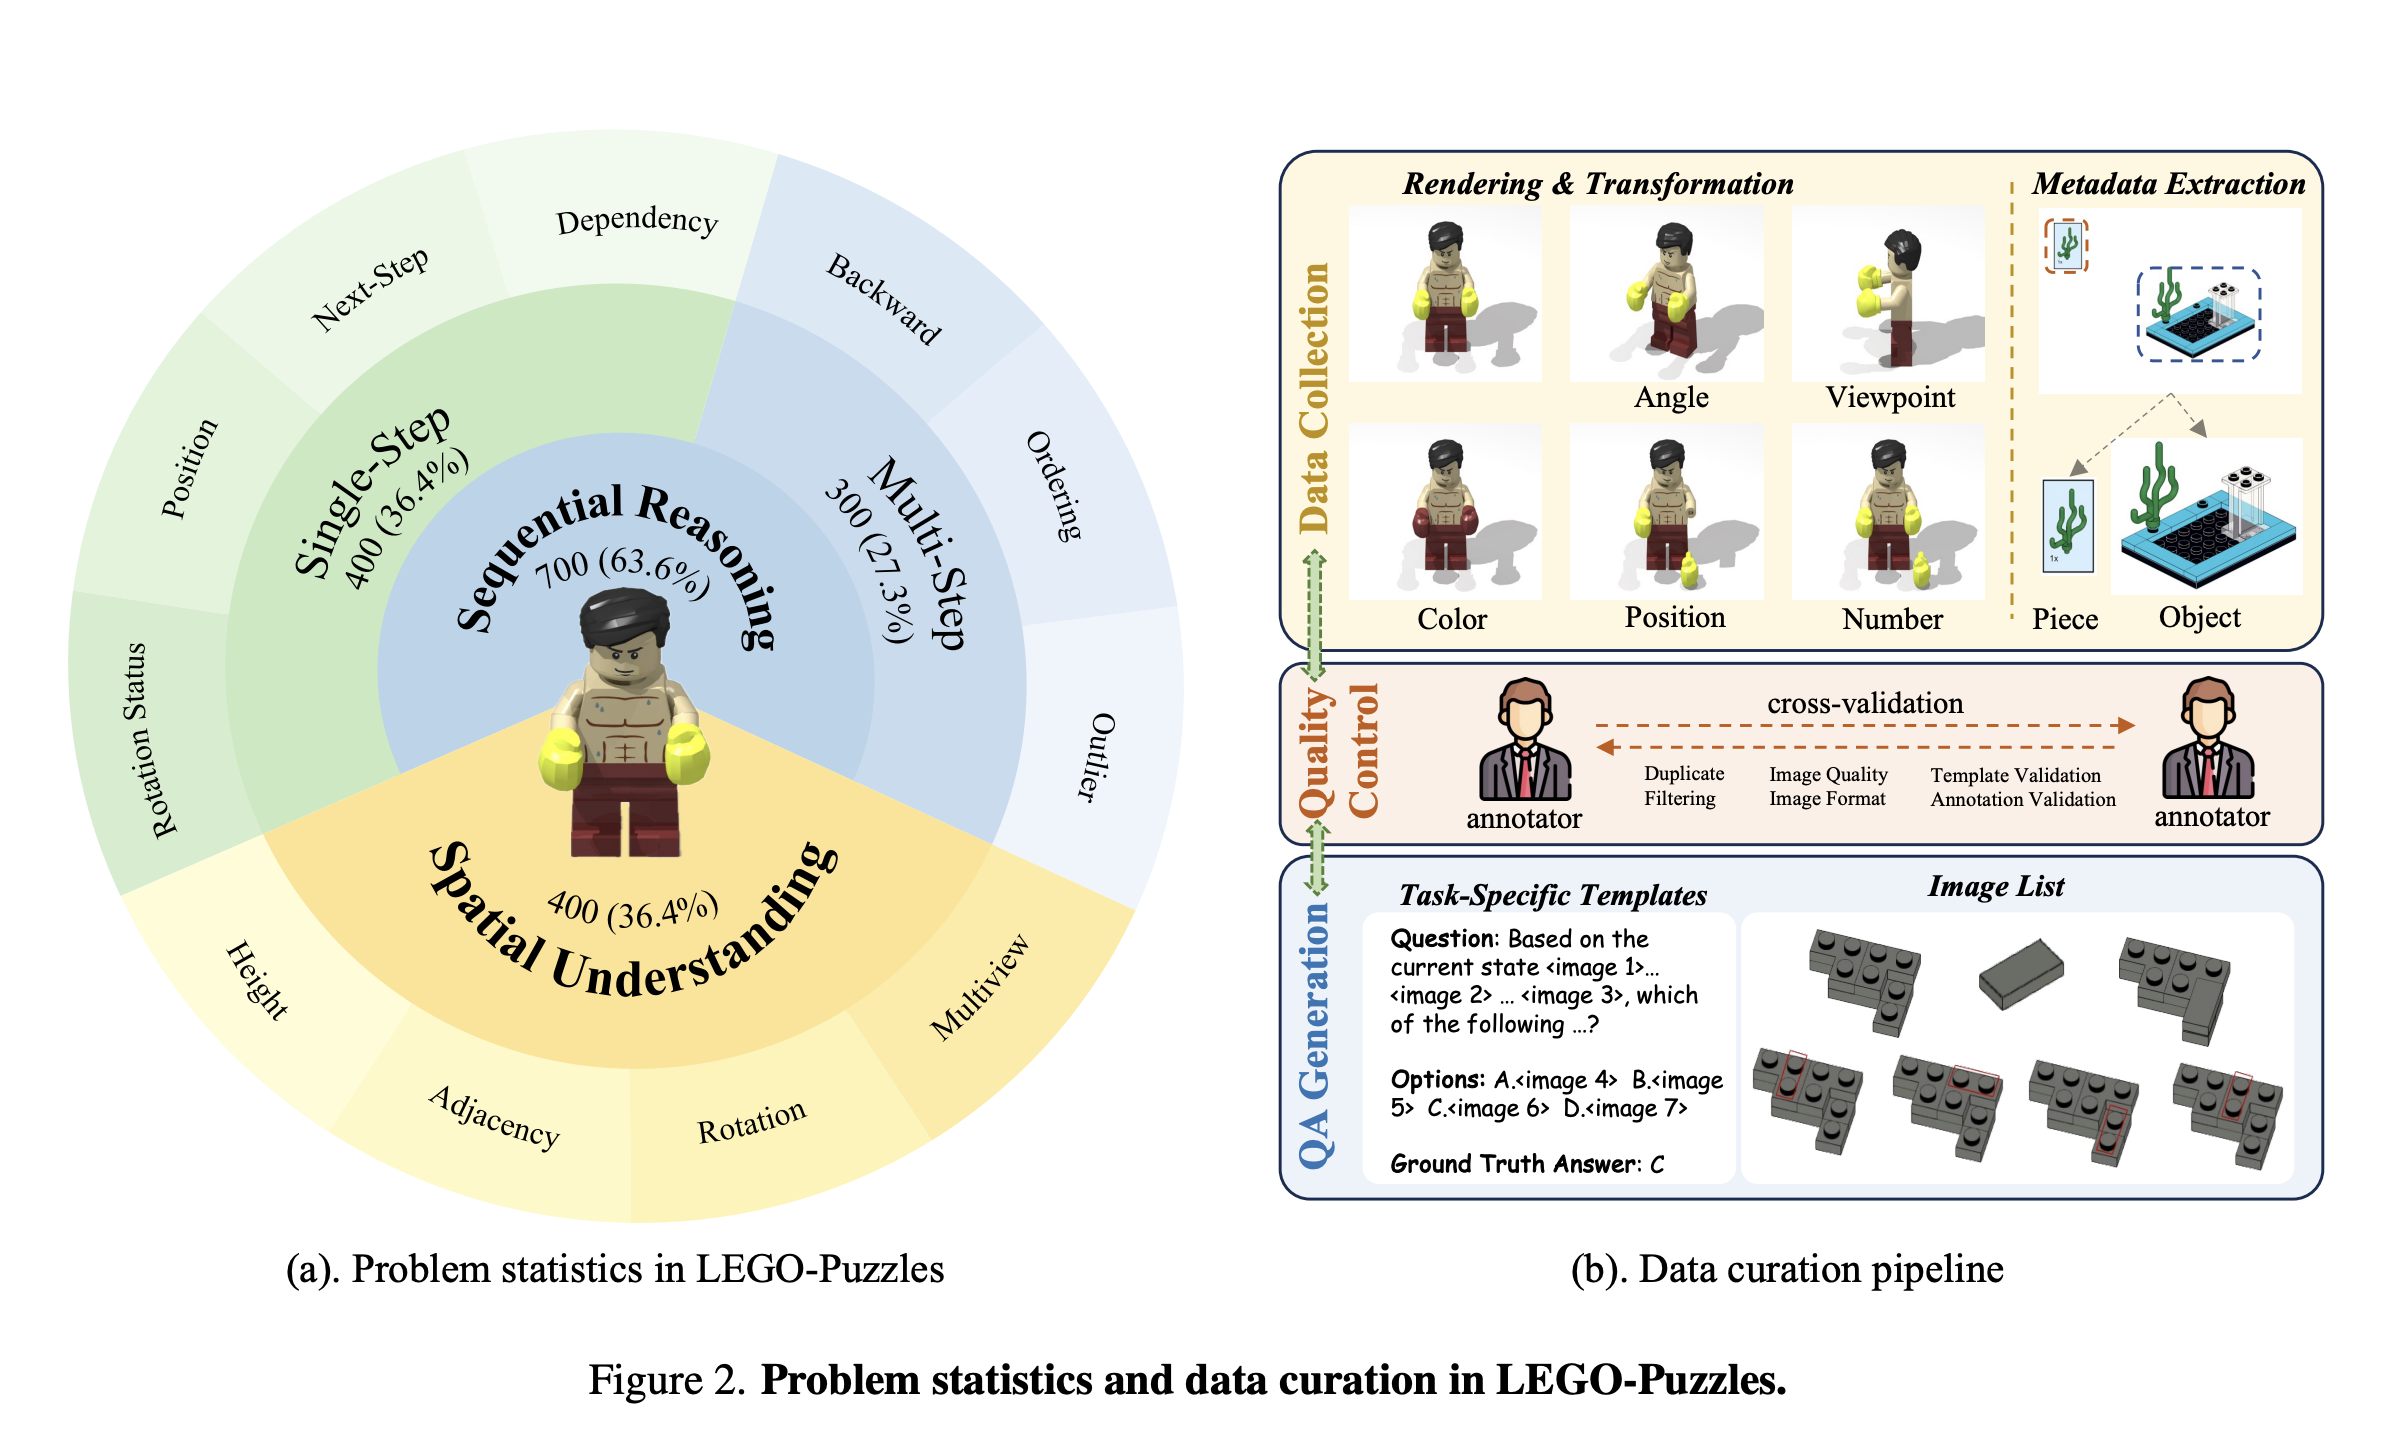 Dependency
Next-Step
Position
Rotation Status
Backward
Ordering
Outlier
Single-Step
400 (36.4%)
Multi-Step
300 (27.3%)
Sequential Reasoning
700 (63.6%)
400 (36.4%)
Spatial Understanding
Height
Adjacency
Rotation
Multiview
(a). Problem statistics in LEGO-Puzzles
Data Collection
Rendering & Transformation
Metadata Extraction
Angle
Viewpoint
Color
Position
Number
1x
Piece
Object
Quality
Control
cross-validation
Duplicate
Filtering
Image Quality
Image Format
Template Validation
Annotation Validation
annotator
annotator
QA Generation
Task-Specific Templates
Image List
Question: Based on the
current state <image 1>...
<image 2> ... <image 3>, which
of the following ...?
Options: A.<image 4> B.<image
5> C.<image 6> D.<image 7>
Ground Truth Answer: C
(b). Data curation pipeline
Figure 2. Problem statistics and data curation in LEGO-Puzzles.